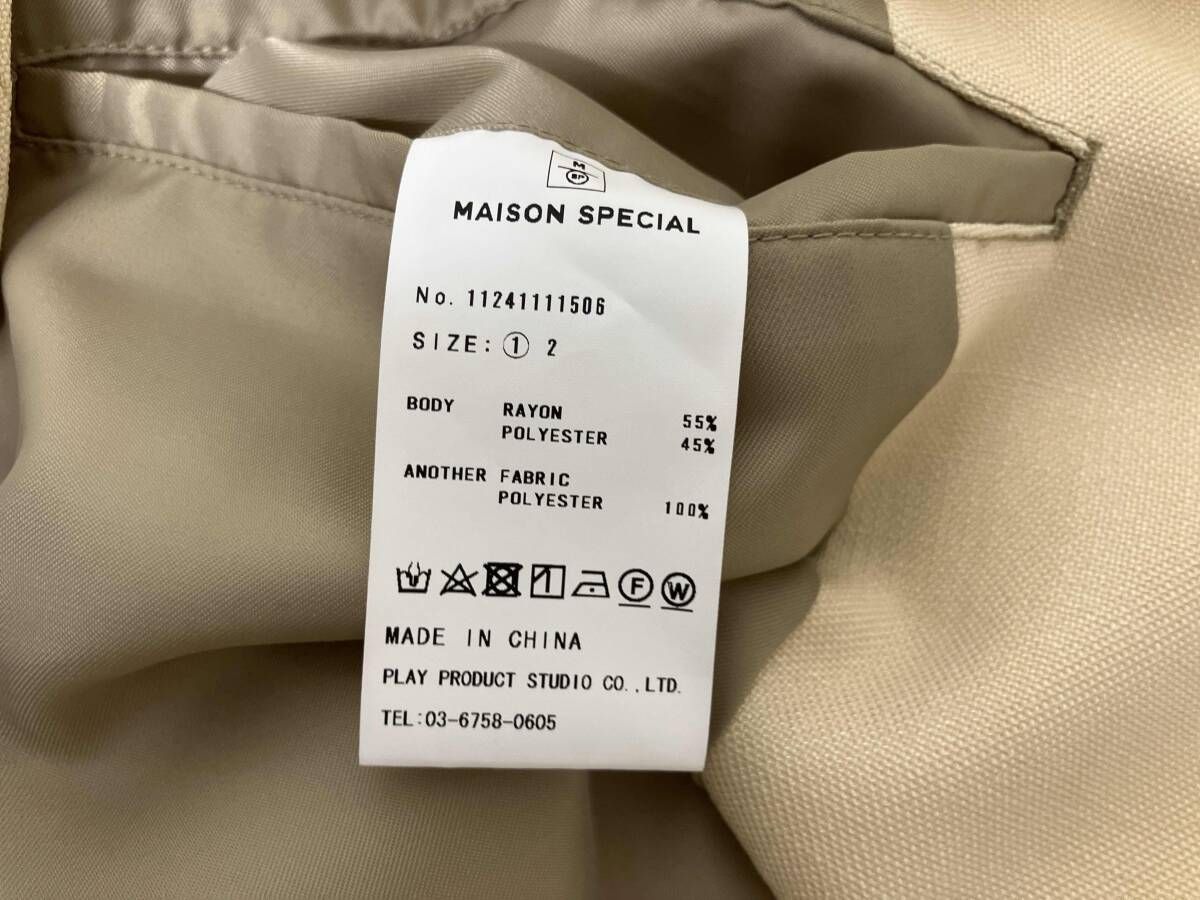 M
SP
MAISON SPECIAL
No. 11241111506
SIZE: ① 2
BODY RAYON 55%
POLYESTER 45%
ANOTHER FABRIC
POLYESTER 100%
F W
MADE IN CHINA
PLAY PRODUCT STUDIO CO.,LTD.
TEL:03-6758-0605